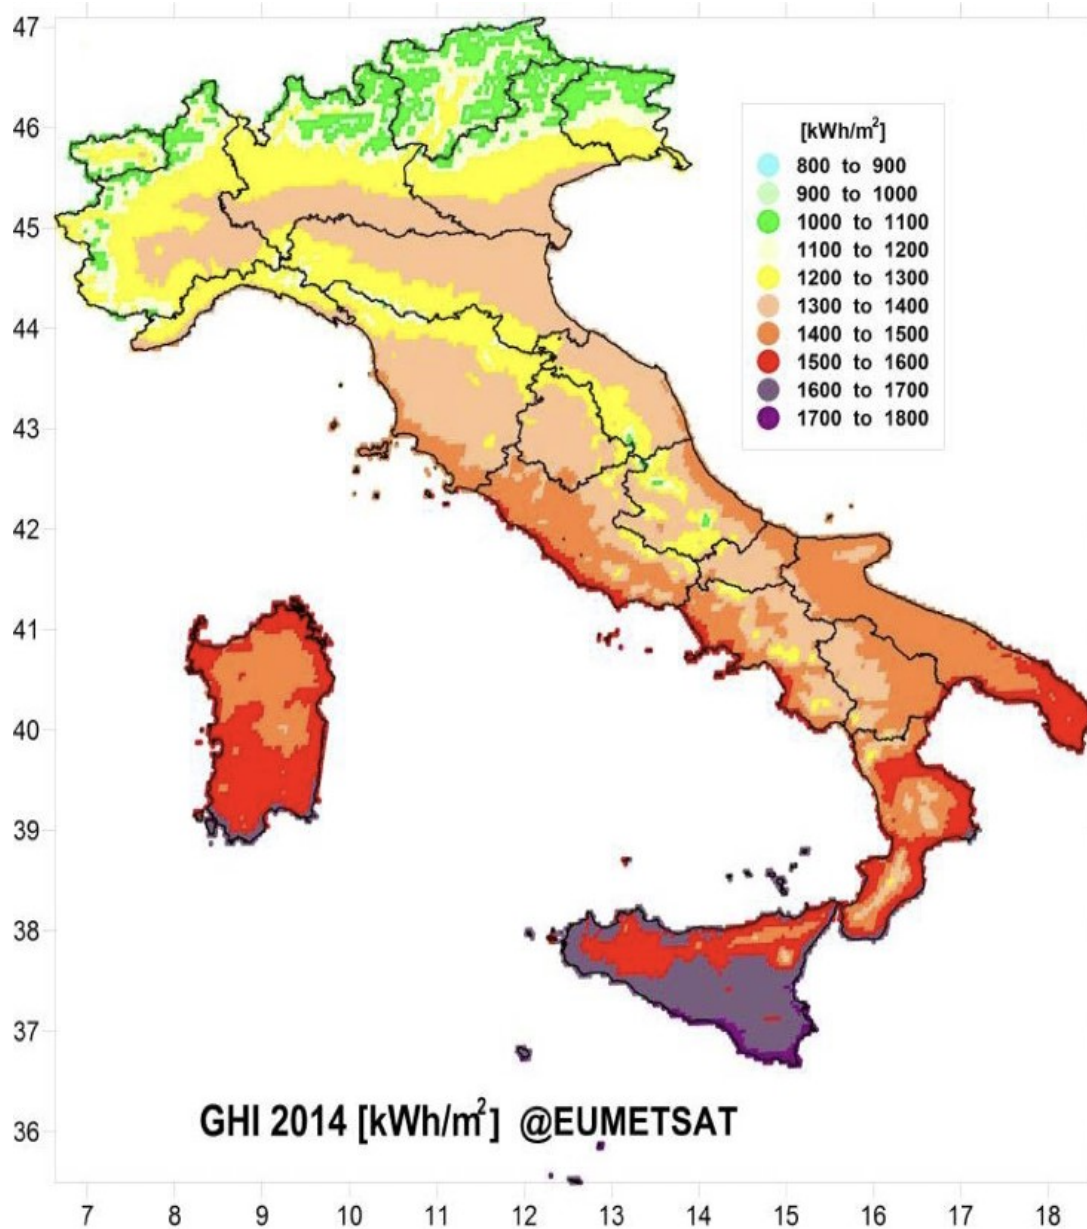 47
46
45
44
43
42
41
40
39
38
37
36
[kWh/m²]
800 to 900
900 to 1000
1000 to 1100
1100 to 1200
1200 to 1300
1300 to 1400
1400 to 1500
1500 to 1600
1600 to 1700
1700 to 1800
GHI 2014 [kWh/m²] @EUMETSAT
7 8 9 10 11 12 13 14 15 16 17 18